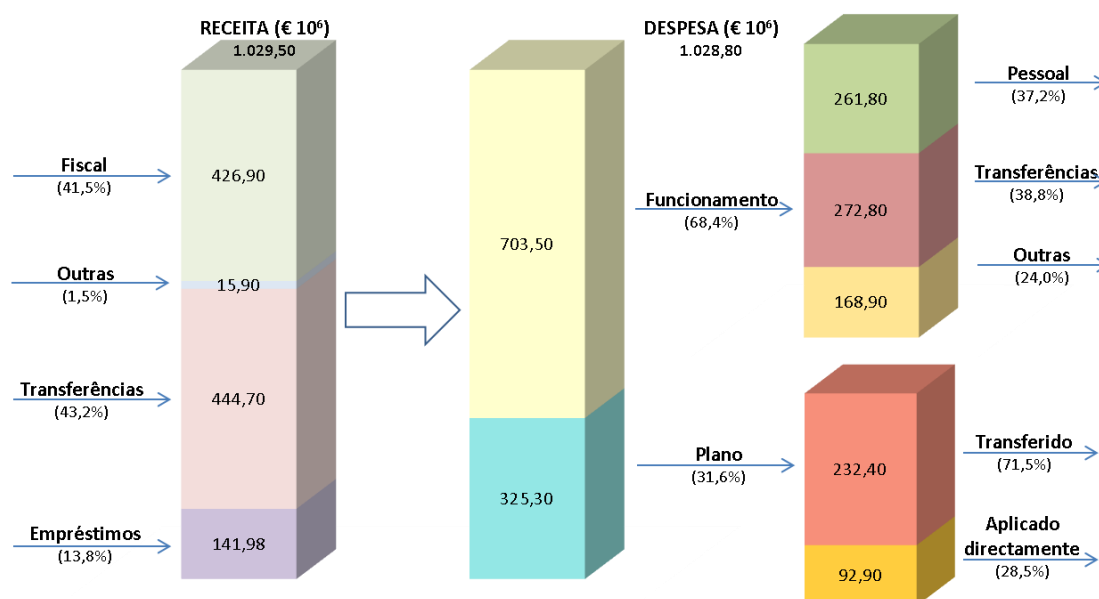 RECEITA (€ 10⁶)
1.029,50
DESPESA (€ 10⁶)
1.028,80
Fiscal
(41,5%)
426,90
Outras
(1,5%)
15,90
Transferências
(43,2%)
444,70
Empréstimos
(13,8%)
141,98
703,50
325,30
Funcionamento
(68,4%)
Plano
(31,6%)
261,80
Pessoal
(37,2%)
272,80
Transferências
(38,8%)
168,90
Outras
(24,0%)
232,40
Transferido
(71,5%)
92,90
Aplicado
directamente
(28,5%)